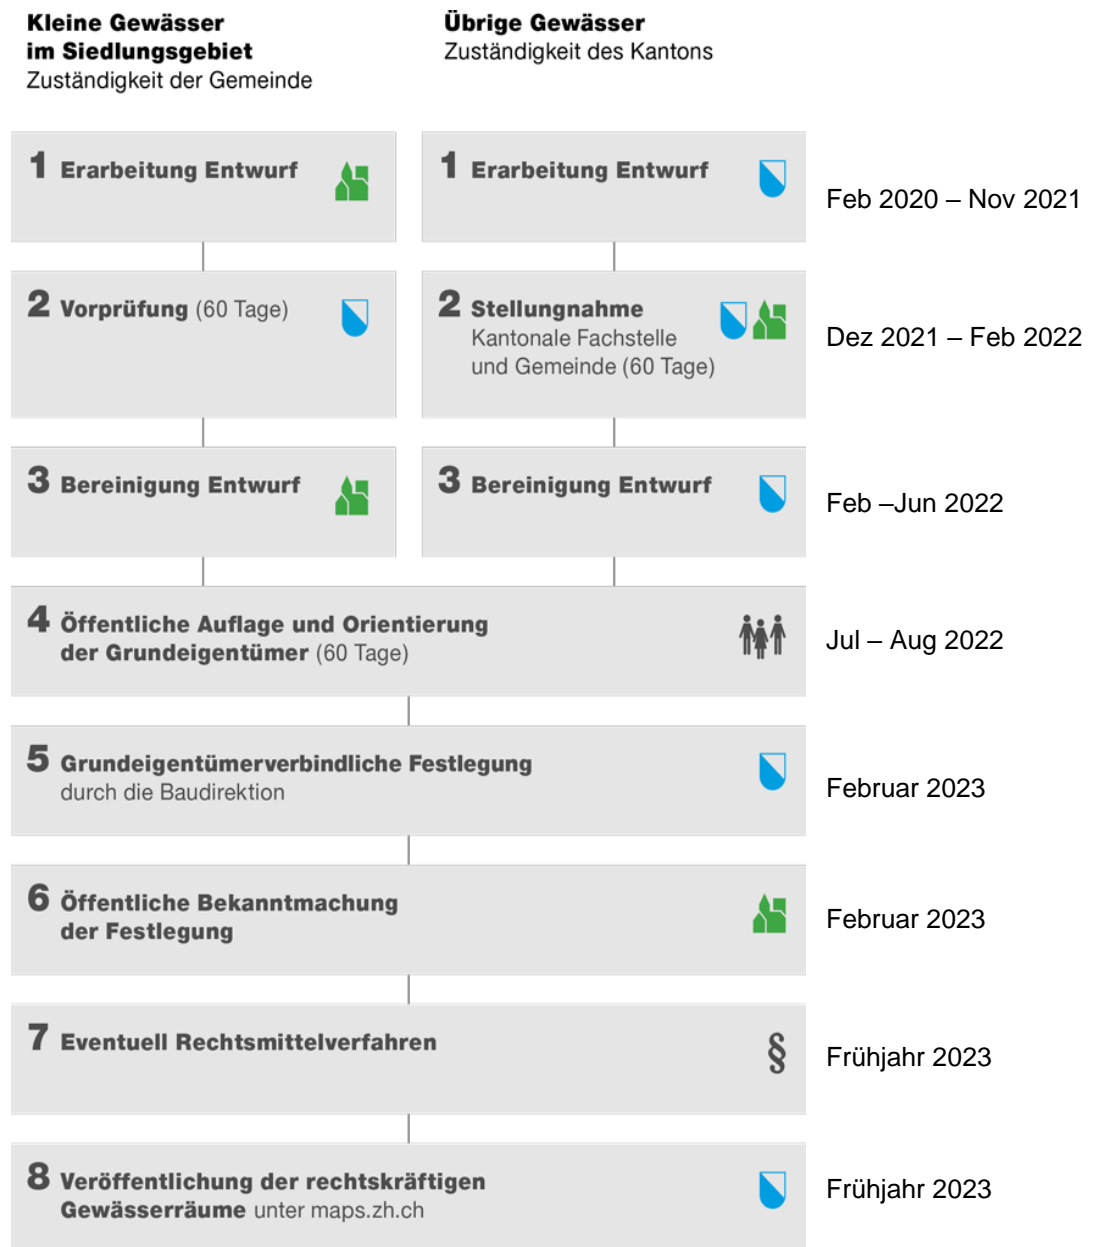 Kleine Gewässer
im Siedlungsgebiet
Zuständigkeit der Gemeinde
Übrige Gewässer
Zuständigkeit des Kantons
1 Erarbeitung Entwurf
1 Erarbeitung Entwurf
Feb 2020 – Nov 2021
2 Vorprüfung (60 Tage)
2 Stellungnahme
Kantonale Fachstelle
und Gemeinde (60 Tage)
Dez 2021 – Feb 2022
3 Bereinigung Entwurf
3 Bereinigung Entwurf
Feb –Jun 2022
4 Öffentliche Auflage und Orientierung
der Grundeigentümer (60 Tage)
Jul – Aug 2022
5 Grundeigentümerverbindliche Festlegung
durch die Baudirektion
Februar 2023
6 Öffentliche Bekanntmachung
der Festlegung
Februar 2023
7 Eventuell Rechtsmittelverfahren
§
Frühjahr 2023
8 Veröffentlichung der rechtskräftigen
Gewässerräume unter maps.zh.ch
Frühjahr 2023